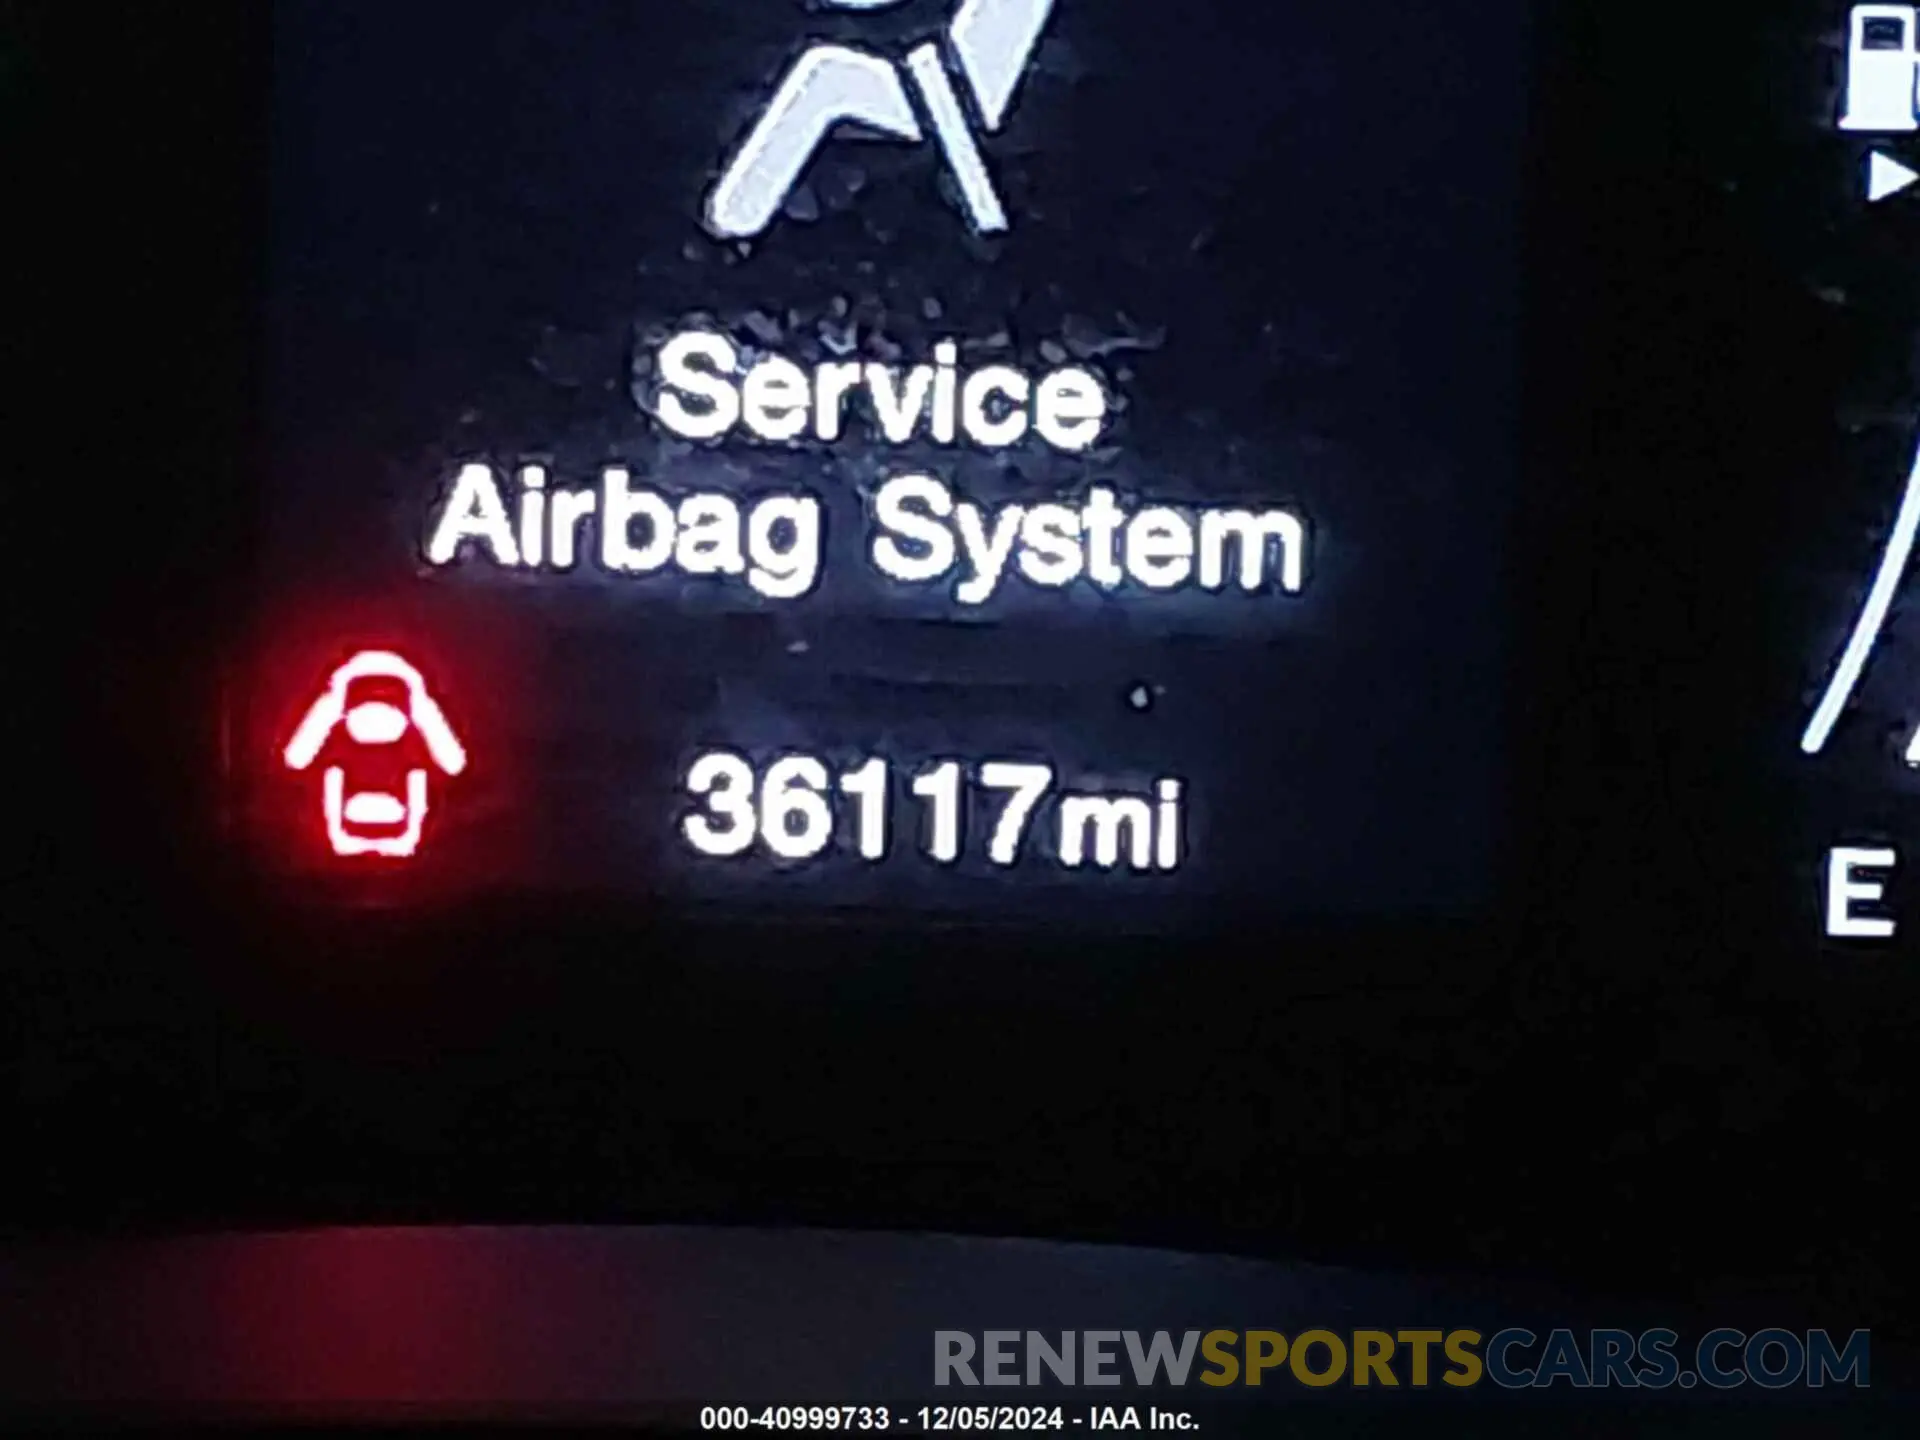 Service
Airbag System
36117mi
E
RENEWSPORTSCARS.COM
000-40999733 - 12/05/2024 - IAA Inc.